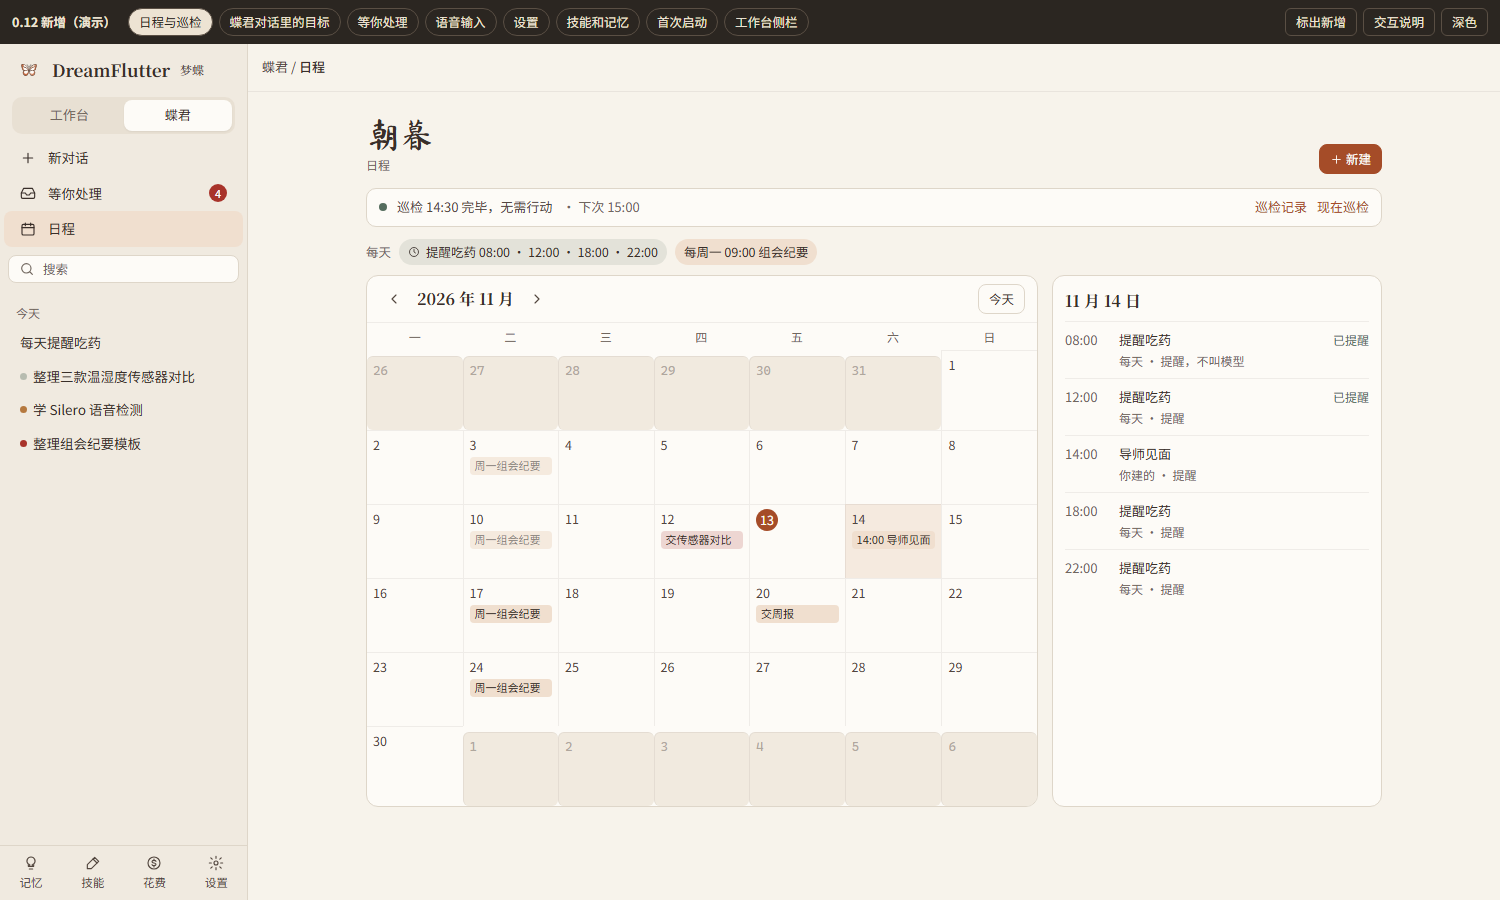 0.12 新增（演示） 日程与巡检 蝶君对话里的目标 等你处理 语音输入 设置 技能和记忆 首次启动 工作台侧栏 标出新增 交互说明 深色
DreamFlutter 梦蝶
工作台 蝶君
新对话
等你处理 4
日程
搜索
今天
每天提醒吃药
整理三款温湿度传感器对比
学 Silero 语音检测
整理组会纪要模板
记忆 技能 花费 设置
蝶君 / 日程
朝暮
日程
+ 新建
巡检 14:30 完毕，无需行动 · 下次 15:00 巡检记录 现在巡检
每天 提醒吃药 08:00 · 12:00 · 18:00 · 22:00 每周一 09:00 组会纪要
2026 年 11 月 今天
一 二 三 四 五 六 日
26 27 28 29 30 31 1
2 3 4 5 6 7 8
周一组会纪要
9 10 11 12 13 14 15
周一组会纪要 交传感器对比 14:00 导师见面
16 17 18 19 20 21 22
周一组会纪要 交周报
23 24 25 26 27 28 29
周一组会纪要
30 1 2 3 4 5 6
11 月 14 日
08:00 提醒吃药 已提醒
每天 · 提醒，不叫模型
12:00 提醒吃药 已提醒
每天 · 提醒
14:00 导师见面
你建的 · 提醒
18:00 提醒吃药
每天 · 提醒
22:00 提醒吃药
每天 · 提醒